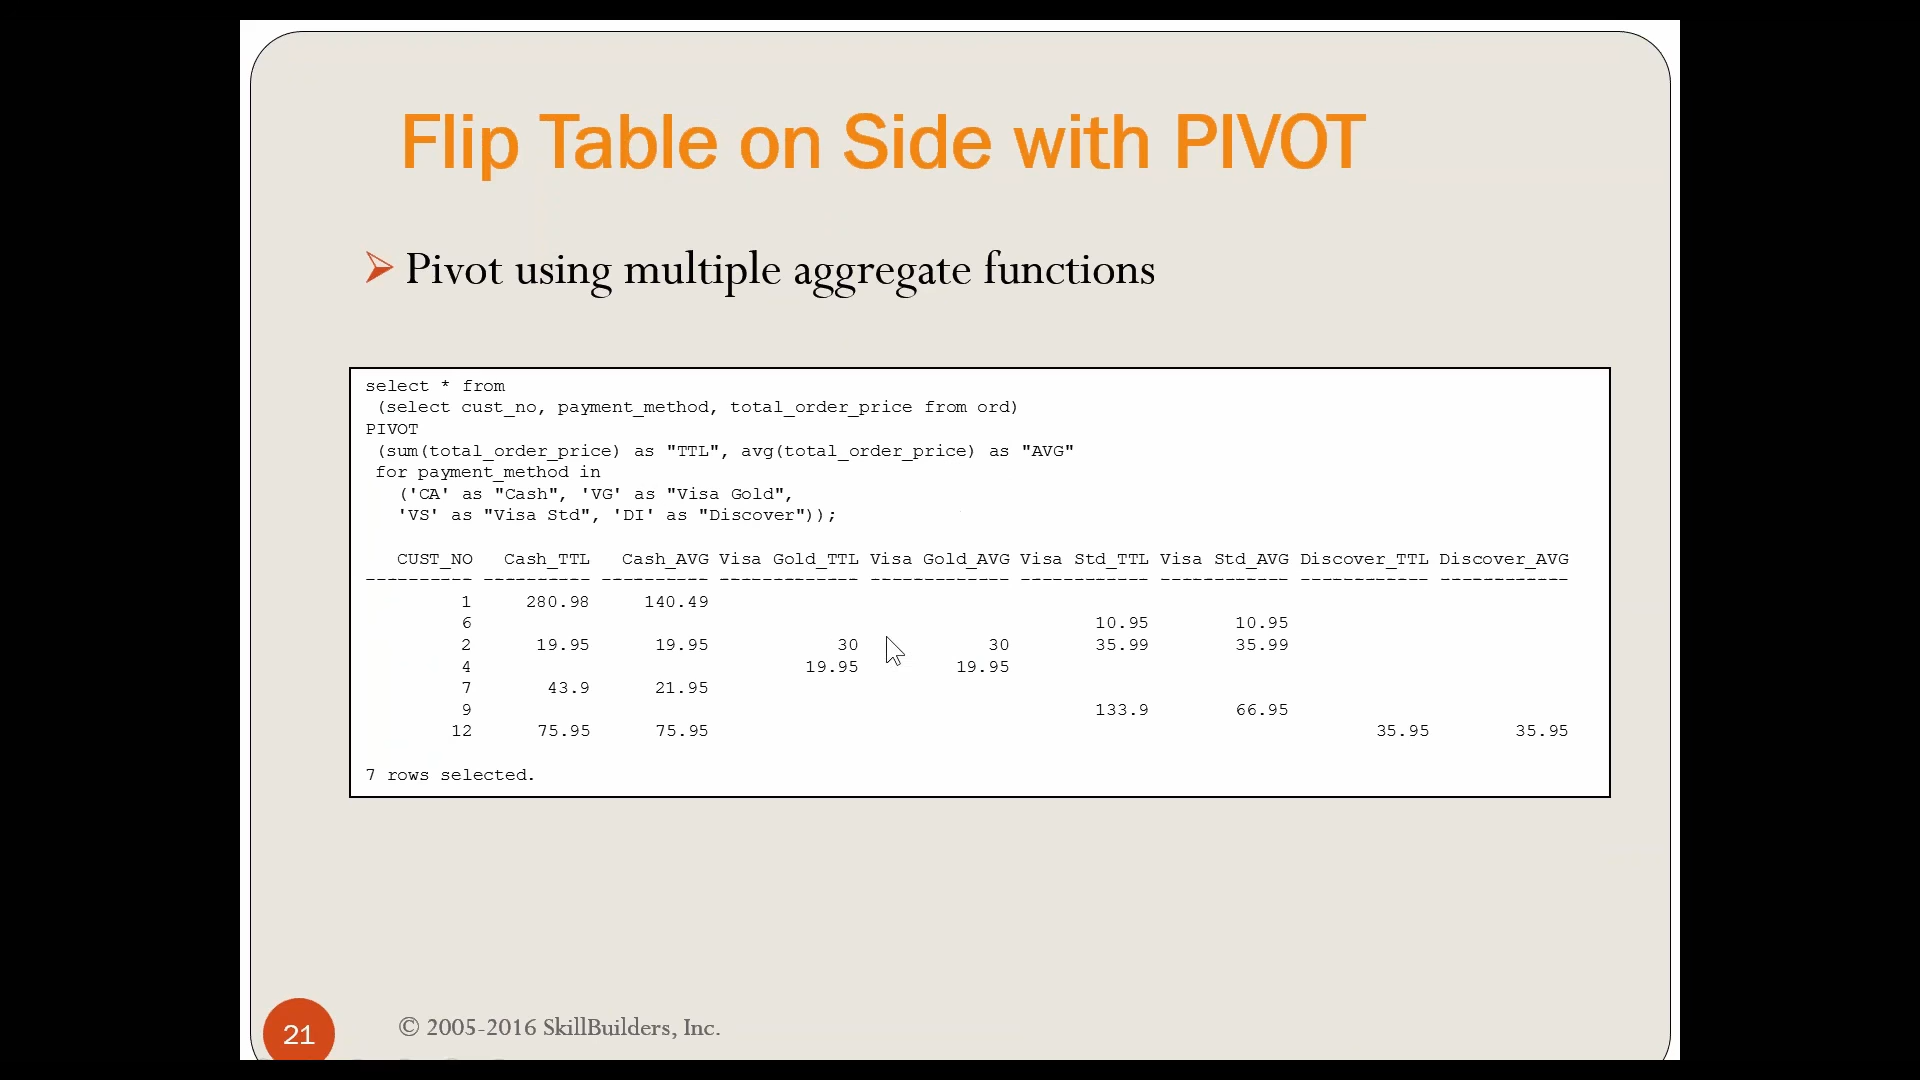 Flip Table on Side with PIVOT
Pivot using multiple aggregate functions
select * from
(select cust_no, payment_method, total_order_price from ord)
PIVOT
(sum(total_order_price) as "TTL", avg(total_order_price) as "AVG"
for payment_method in
('CA' as "Cash", 'VG' as "Visa Gold",
'VS' as "Visa Std", 'DI' as "Discover"));
CUST_NO Cash_TTL Cash_AVG Visa Gold_TTL Visa Gold_AVG Visa Std_TTL Visa Std_AVG Discover_TTL Discover_AVG
---------- ---------- ---------- ------------- ------------- ------------ ------------ ------------ ------------
1 280.98 140.49
6 10.95 10.95
2 19.95 19.95 30 30 35.99 35.99
4 19.95 19.95
7 43.9 21.95
9 133.9 66.95
12 75.95 75.95 35.95 35.95
7 rows selected.
21
© 2005-2016 SkillBuilders, Inc.